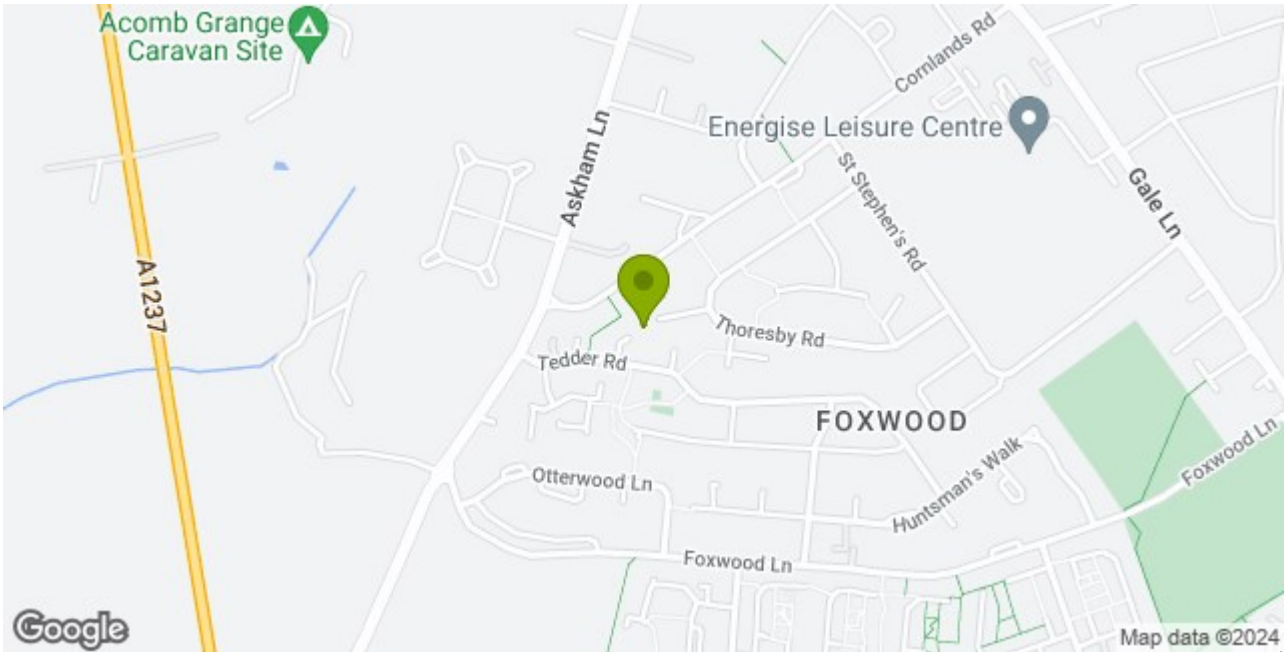 Acomb Grange
Caravan Site
Cornlands Rd
Energise Leisure Centre
Askham Ln
St Stephen's Rd
Gale Ln
A1237
Thoresby Rd
Tedder Rd
FOXWOOD
Foxwood Ln
Otterwood Ln
Huntsman's Walk
Foxwood Ln
Google
Map data ©2024